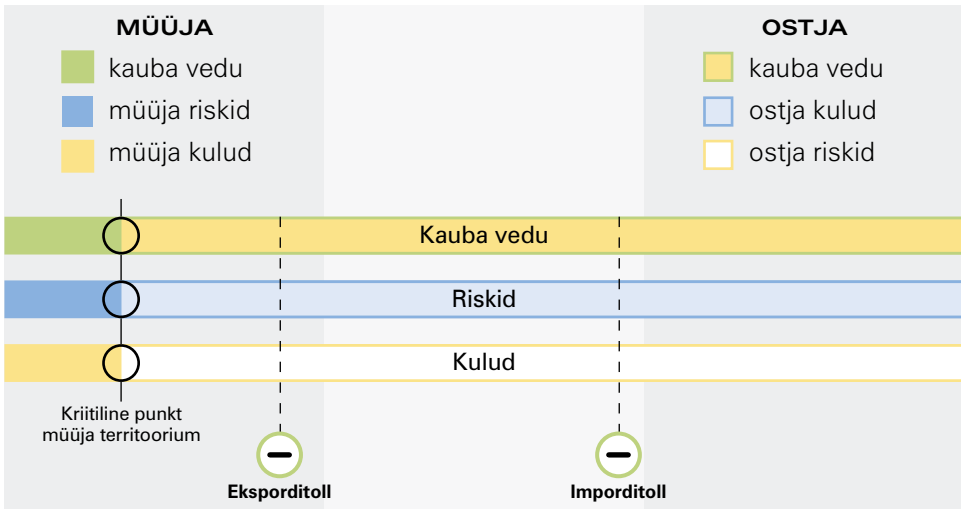 MÜÜJA
kauba vedu
müüja riskid
müüja kulud
OSTJA
kauba vedu
ostja kulud
ostja riskid
Kauba vedu
Riskid
Kulud
Kriitiline punkt
müüja territoorium
Eksporditoll
Imporditoll